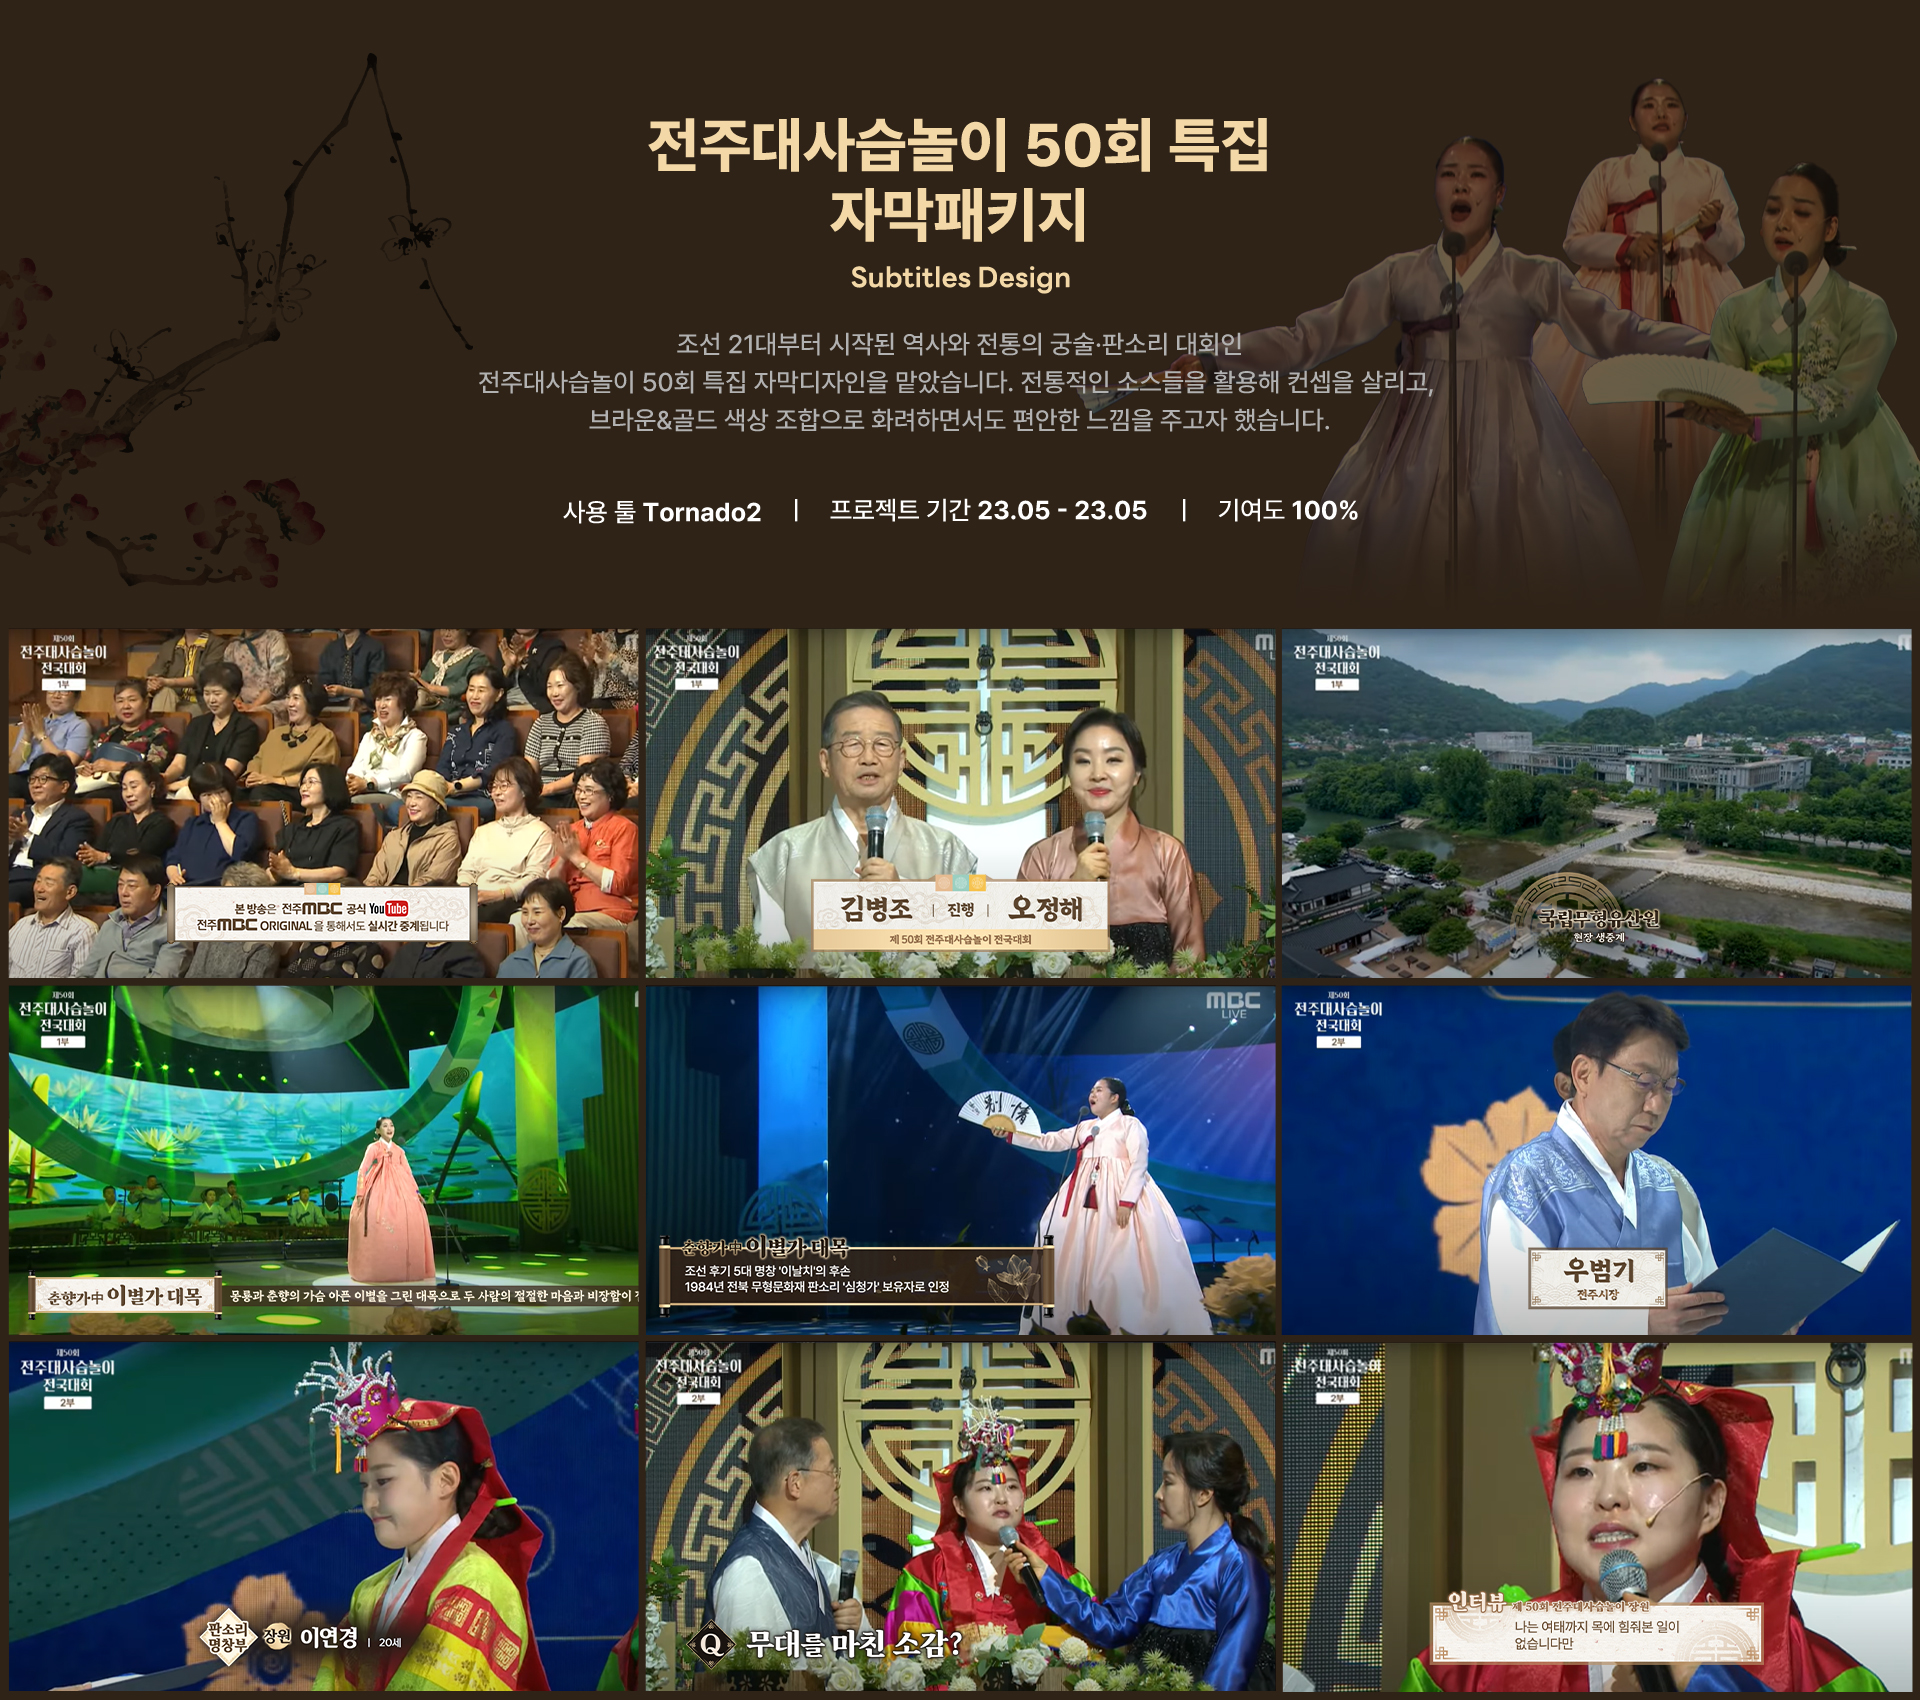 전주대사습놀이 50회 특집
자막패키지
Subtitles Design
조선 21대부터 시작된 역사와 전통의 궁술·판소리 대회인
전주대사습놀이 50회 특집 자막디자인을 맡았습니다. 전통적인 소스들을 활용해 컨셉을 살리고,
브라운&골드 색상 조합으로 화려하면서도 편안한 느낌을 주고자 했습니다.
사용 툴 Tornado2 | 프로젝트 기간 23.05 - 23.05 | 기여도 100%
제50회
전주대사습놀이
전국대회
1부
본 방송은 전주MBC 공식 YouTube
전주MBC ORIGINAL을 통해서도 실시간 중계됩니다
제50회
전주대사습놀이
전국대회
1부
김병조 | 진행 | 오정해
제 50회 전주대사습놀이 전국대회
제50회
전주대사습놀이
전국대회
1부
국립무형유산원
현장 생중계
제50회
전주대사습놀이
전국대회
1부
춘향가中 이별가 대목
몽룡과 춘향의 가슴 아픈 이별을 그린 대목으로 두 사람의 절절한 마음과 비장함이
MBC
LIVE
別情
춘향가中 이별가 대목
조선 후기 5대 명창 '이날치'의 후손
1984년 전북 무형문화재 판소리 '심청가' 보유자로 인정
제50회
전주대사습놀이
전국대회
2부
우범기
전주시장
제50회
전주대사습놀이
전국대회
2부
판소리
명창부
장원 이연경 | 20세
제50회
전주대사습놀이
전국대회
2부
Q 무대를 마친 소감?
제50회
전주대사습놀이
전국대회
2부
인터뷰 제 50회 전주대사습놀이 장원
나는 여태까지 목에 힘줘본 일이
없습니다만